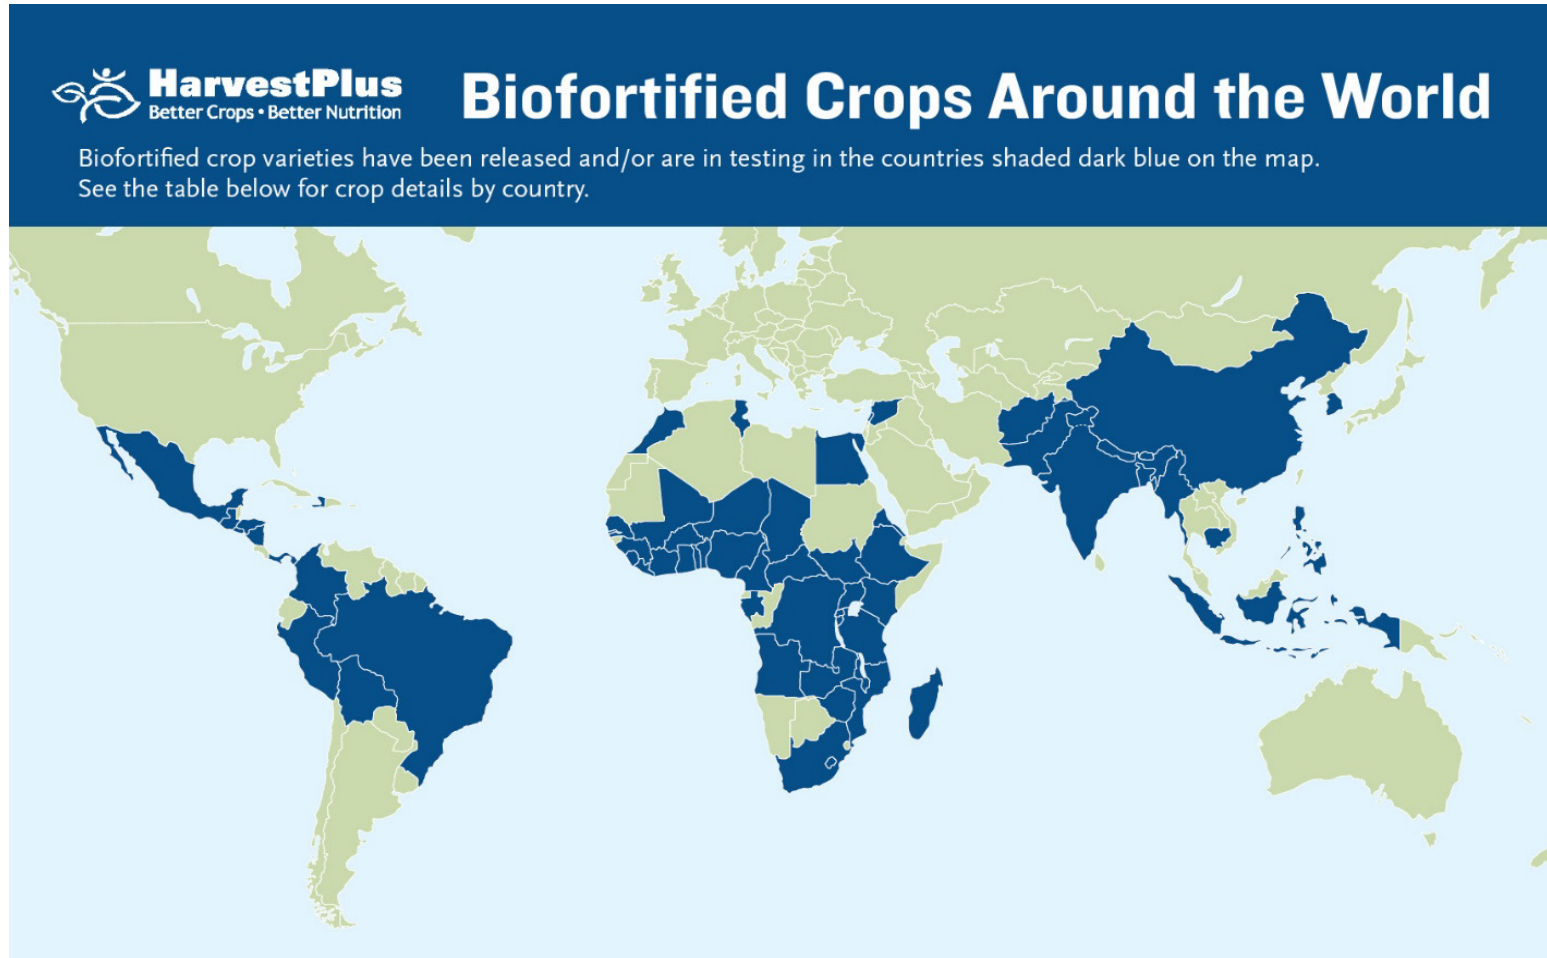 HarvestPlus
Better Crops • Better Nutrition
Biofortified Crops Around the World
Biofortified crop varieties have been released and/or are in testing in the countries shaded dark blue on the map.
See the table below for crop details by country.